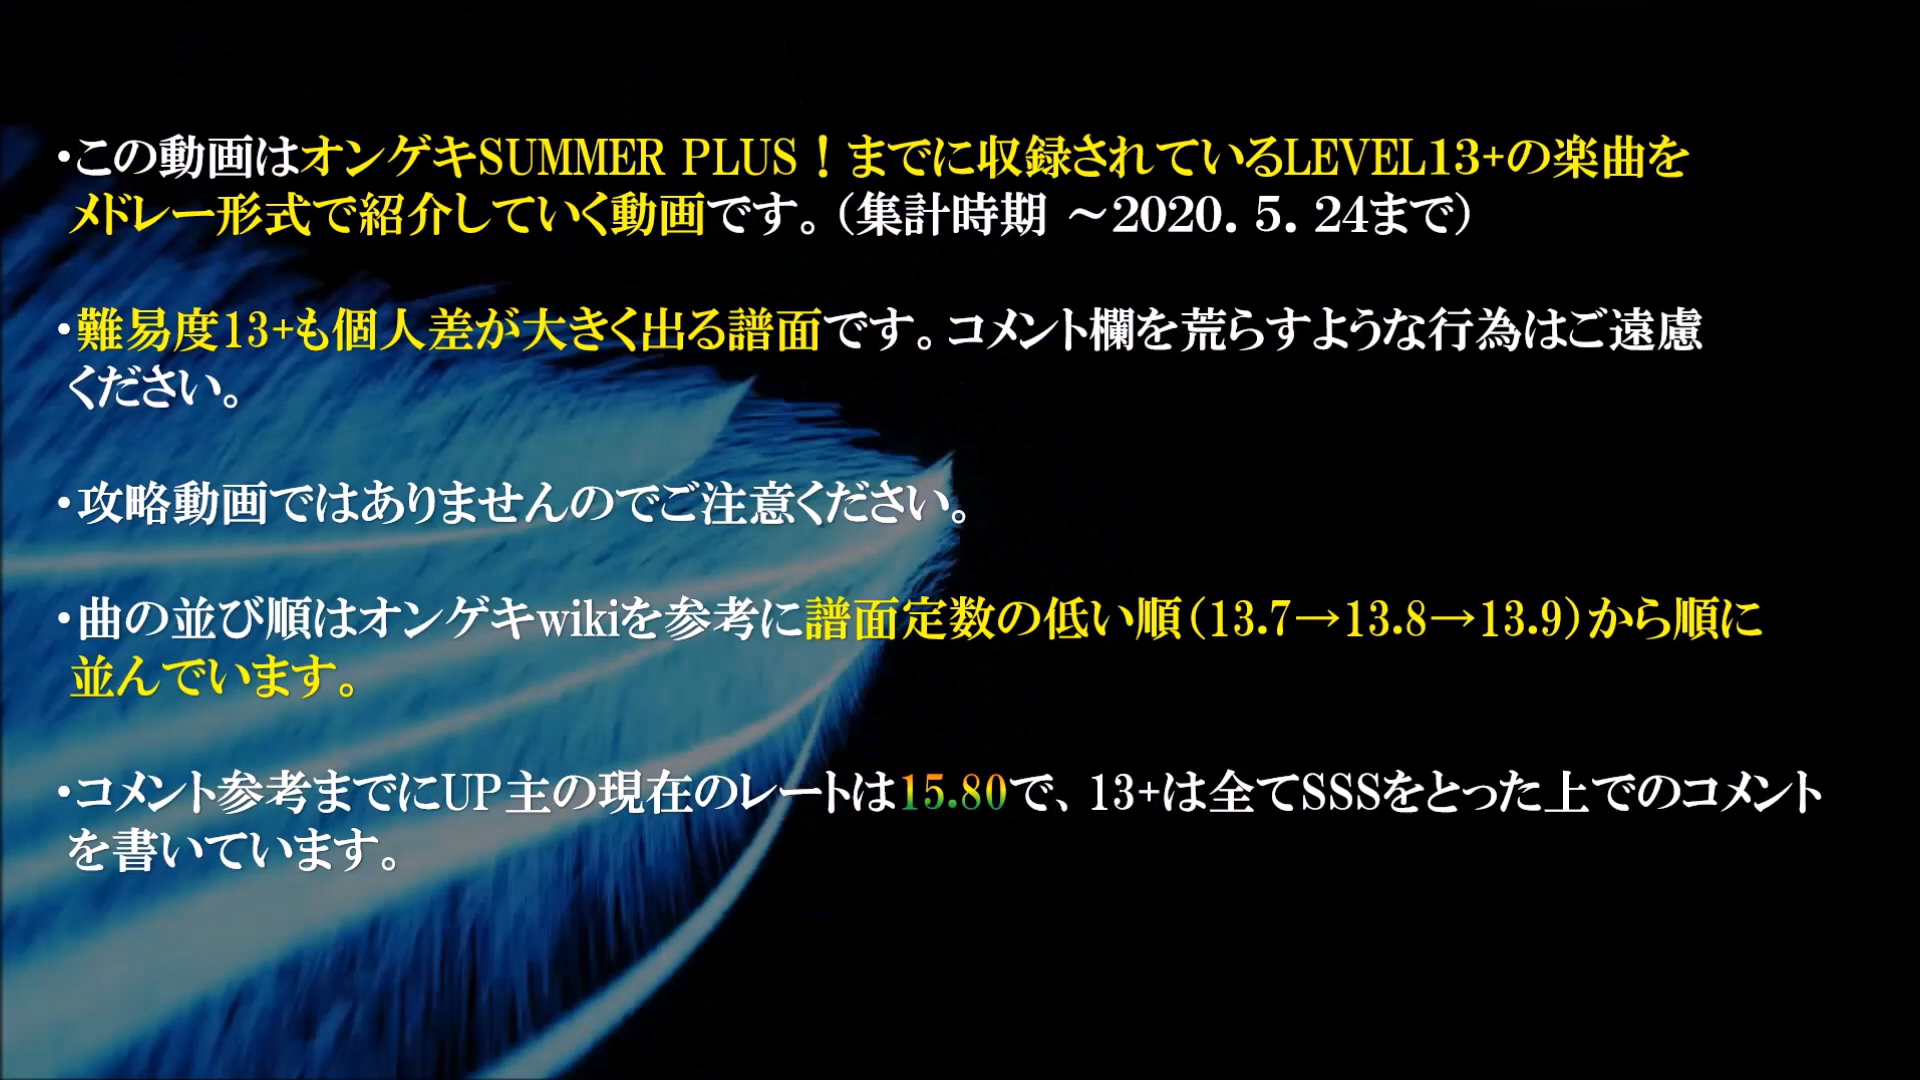 ・この動画はオンゲキSUMMER PLUS！までに収録されているLEVEL13+の楽曲を
メドレー形式で紹介していく動画です。（集計時期 ～2020．5．24まで）
・難易度13+も個人差が大きく出る譜面です。コメント欄を荒らすような行為はご遠慮
ください。
・攻略動画ではありませんのでご注意ください。
・曲の並び順はオンゲキwikiを参考に譜面定数の低い順（13.7→13.8→13.9）から順に
並んでいます。
・コメント参考までにUP主の現在のレートは15.80で、13+は全てSSSをとった上でのコメント
を書いています。